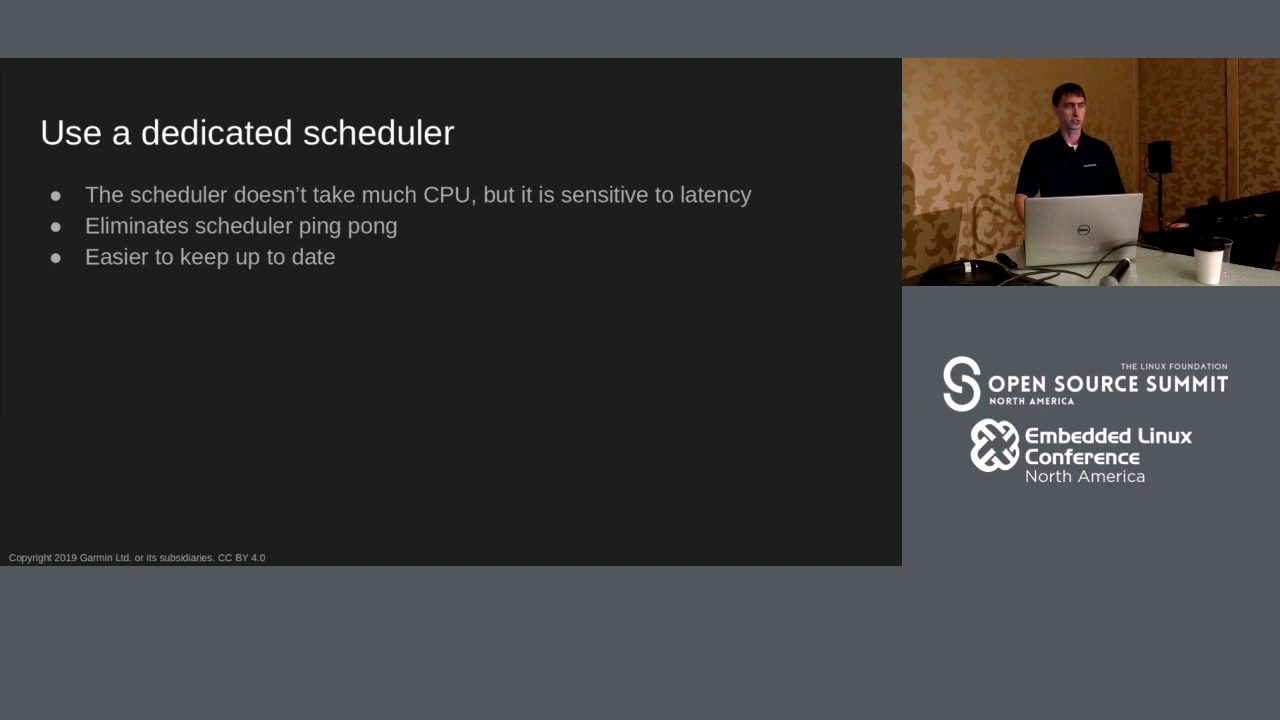 Use a dedicated scheduler
● The scheduler doesn’t take much CPU, but it is sensitive to latency
● Eliminates scheduler ping pong
● Easier to keep up to date
Copyright 2019 Garmin Ltd. or its subsidiaries. CC BY 4.0
THE LINUX FOUNDATION
OPEN SOURCE SUMMIT
NORTH AMERICA
Embedded Linux
Conference
North America